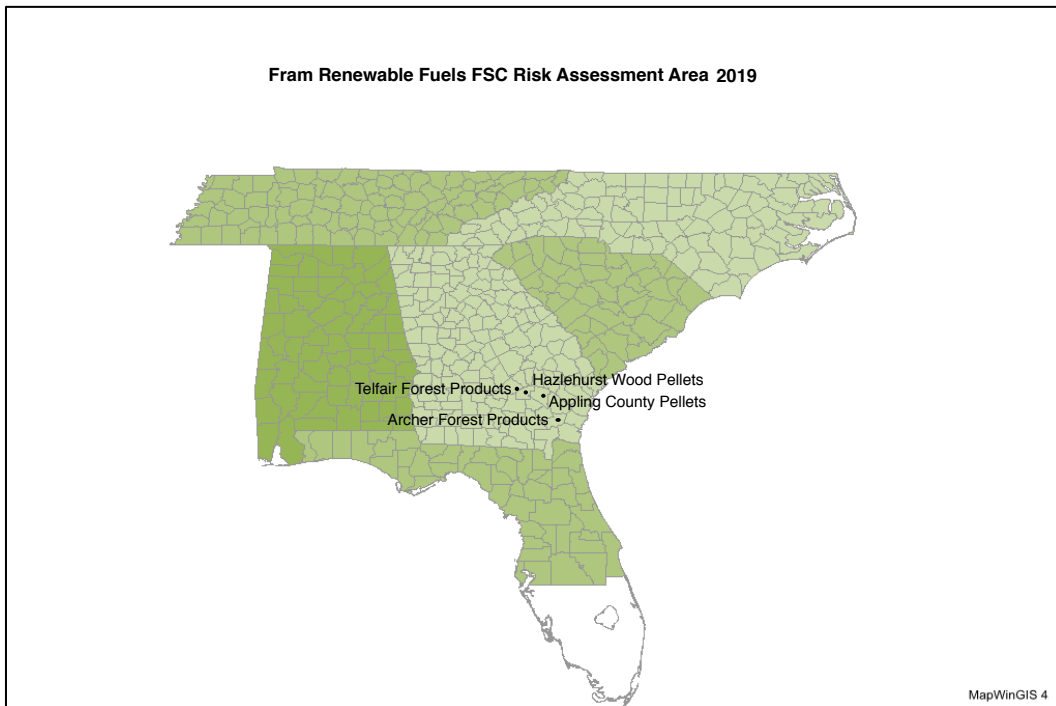 Fram Renewable Fuels FSC Risk Assessment Area 2019
Hazlehurst Wood Pellets
Telfair Forest Products
Appling County Pellets
Archer Forest Products
MapWinGIS 4